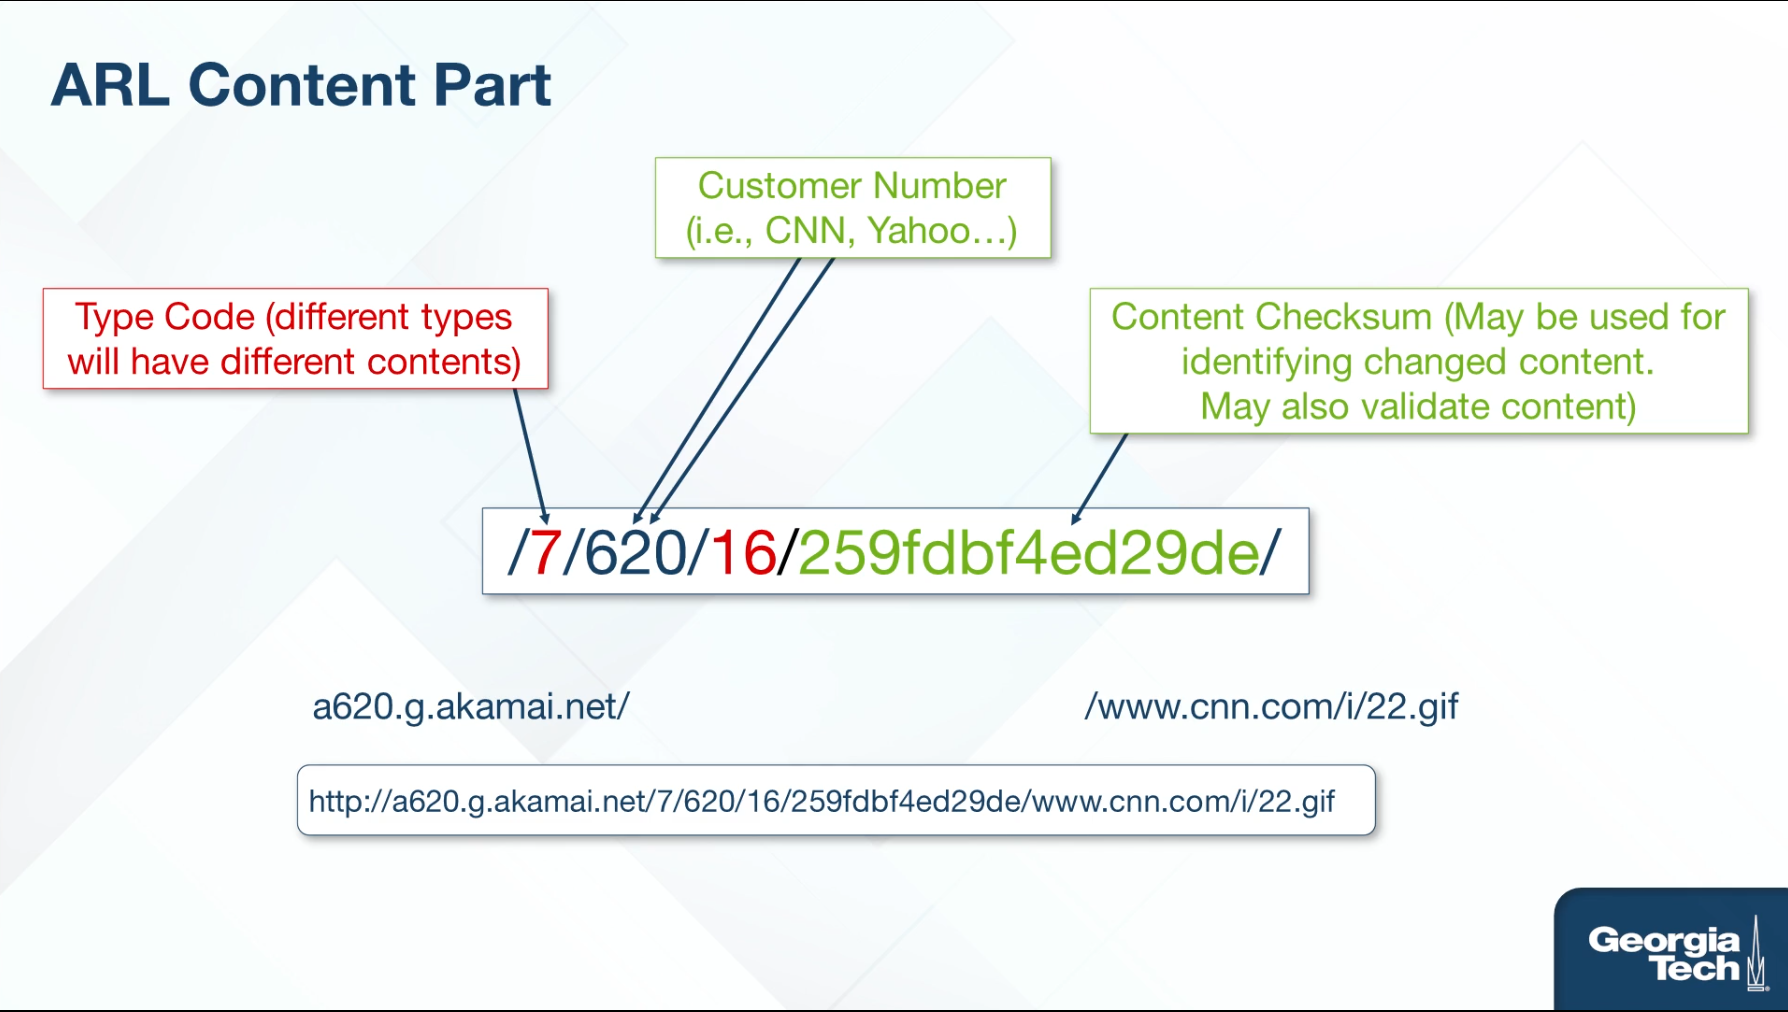 ARL Content Part
Customer Number
(i.e., CNN, Yahoo...)
Type Code (different types
will have different contents)
Content Checksum (May be used for
identifying changed content.
May also validate content)
/7/620/16/259fdbf4ed29de/
a620.g.akamai.net/
/www.cnn.com/i/22.gif
http://a620.g.akamai.net/7/620/16/259fdbf4ed29de/www.cnn.com/i/22.gif
Georgia
Tech